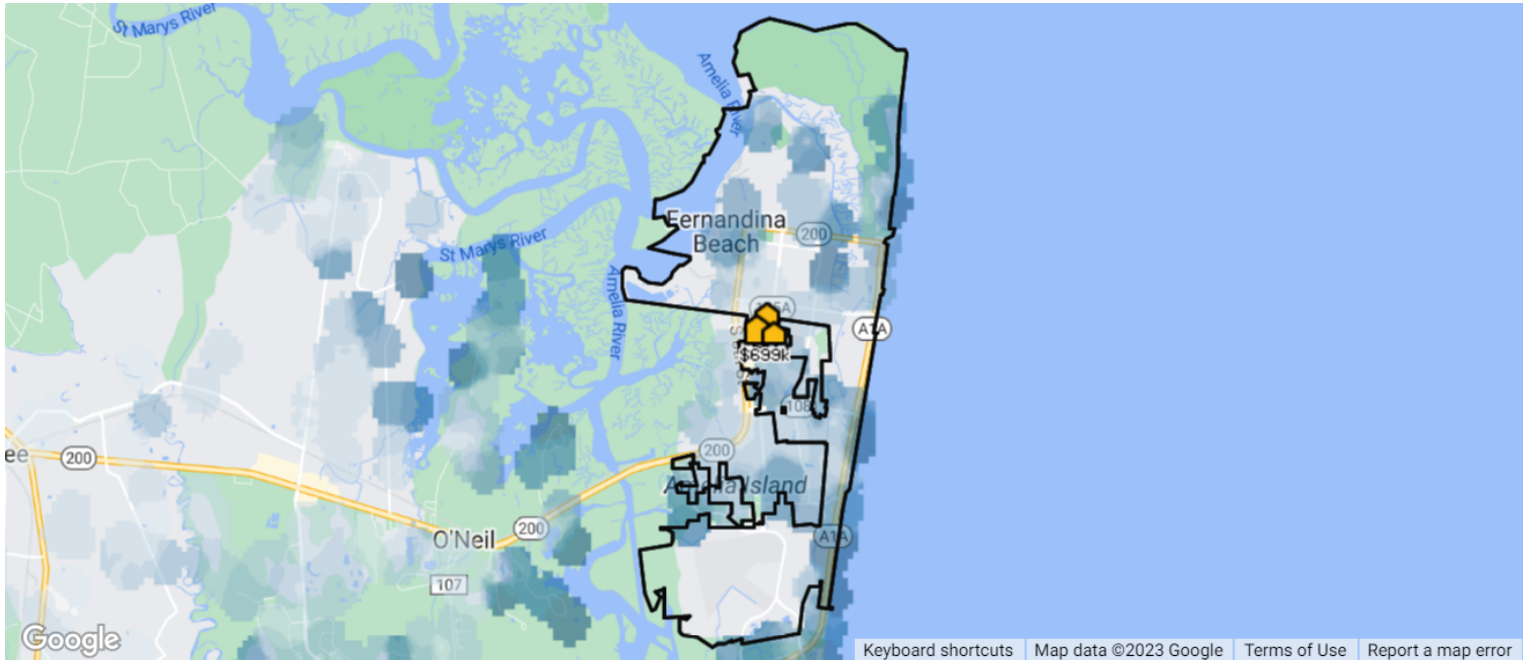 St Marys River
Amelia River
Fernandina
Beach
200
St Marys River
Amelia River
A1A
$699k
108
200
200
ee
Amelia Island
200
O'Neil
A1A
107
Google
Keyboard shortcuts
Map data ©2023 Google
Terms of Use
Report a map error